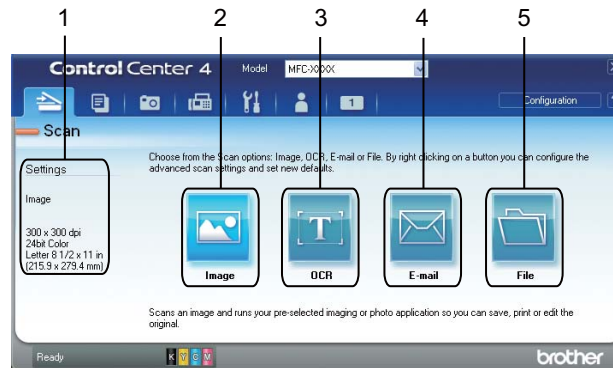 1 2 3 4 5
Control Center 4 Model MFC-XXXX
1 Configuration
Scan
Choose from the Scan options: Image, OCR, E-mail or File. By right clicking on a button you can configure the
advanced scan settings and set new defaults.
Settings
Image
300 x 300 dpi
24bit Color
Letter 8 1/2 x 11 in
(215.9 x 279.4 mm)
T
Image OCR E-mail File
Scans an image and runs your pre-selected imaging or photo application so you can save, print or edit the
original.
Ready K Y C M brother